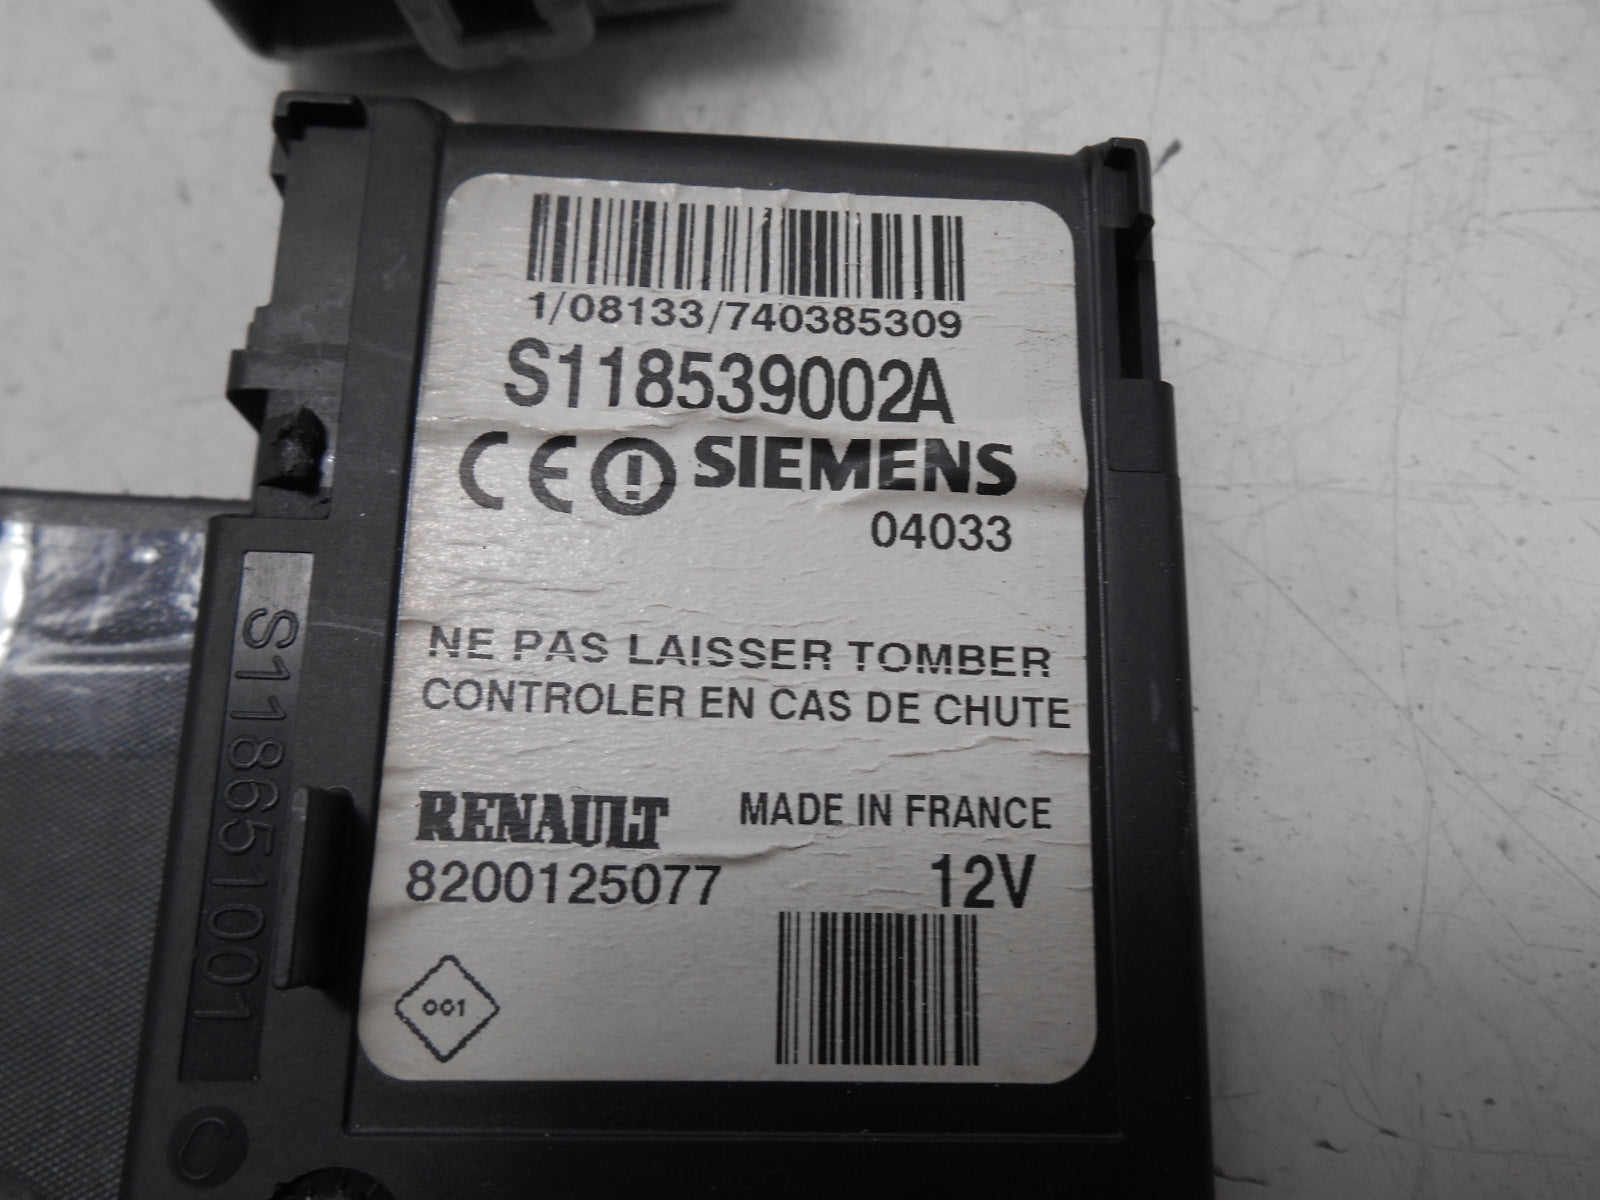 1/08133/740385309
S118539002A
CE SIEMENS
04033
NE PAS LAISSER TOMBER
CONTROLER EN CAS DE CHUTE
RENAULT MADE IN FRANCE
8200125077 12V
001
S118651001